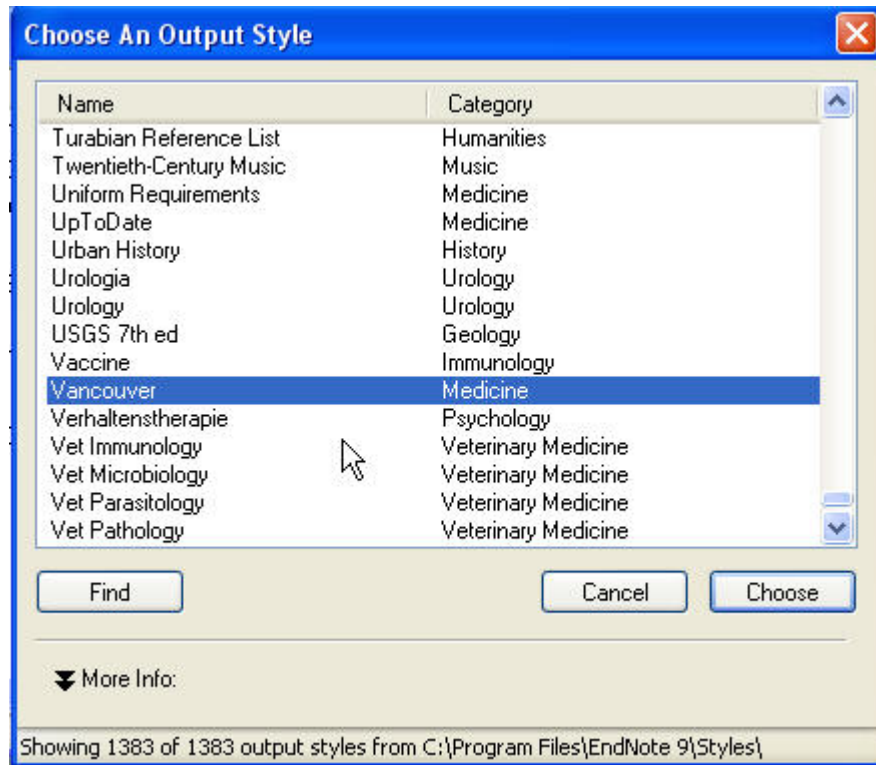 Choose An Output Style
Name Category
Turabian Reference List Humanities
Twentieth-Century Music Music
Uniform Requirements Medicine
UpToDate Medicine
Urban History History
Urologia Urology
Urology Urology
USGS 7th ed Geology
Vaccine Immunology
Vancouver Medicine
Verhaltenstherapie Psychology
Vet Immunology Veterinary Medicine
Vet Microbiology Veterinary Medicine
Vet Parasitology Veterinary Medicine
Vet Pathology Veterinary Medicine
Find Cancel Choose
More Info:
Showing 1383 of 1383 output styles from C:\Program Files\EndNote 9\Styles\